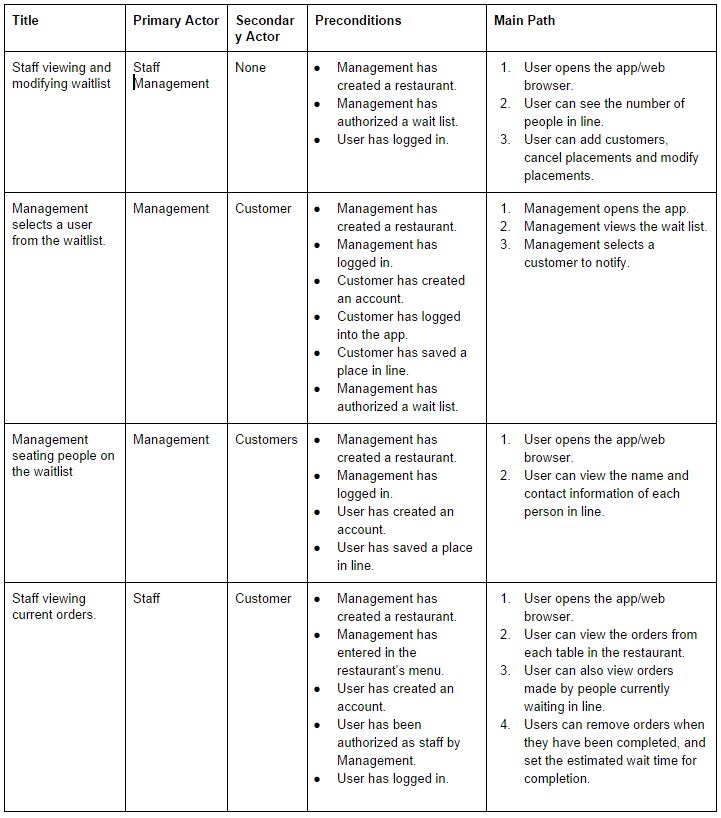 Title
Primary Actor
Secondar
y Actor
Preconditions
Main Path
Staff viewing and
modifying waitlist
Staff
Management
None
● Management has
created a restaurant.
● Management has
authorized a wait list.
● User has logged in.
1. User opens the app/web
browser.
2. User can see the number of
people in line.
3. User can add customers,
cancel placements and modify
placements.
Management
selects a user
from the waitlist.
Management
Customer
● Management has
created a restaurant.
● Management has
logged in.
● Customer has created
an account.
● Customer has logged
into the app.
● Customer has saved a
place in line.
● Management has
authorized a wait list.
1. Management opens the app.
2. Management views the wait list.
3. Management selects a
customer to notify.
Management
seating people on
the waitlist
Management
Customers
● Management has
created a restaurant.
● Management has
logged in.
● User has created an
account.
● User has saved a place
in line.
1. User opens the app/web
browser.
2. User can view the name and
contact information of each
person in line.
Staff viewing
current orders.
Staff
Customer
● Management has
created a restaurant.
● Management has
entered in the
restaurant's menu.
● User has created an
account.
● User has been
authorized as staff by
Management.
● User has logged in.
1. User opens the app/web
browser.
2. User can view the orders from
each table in the restaurant.
3. User can also view orders
made by people currently
waiting in line.
4. Users can remove orders when
they have been completed, and
set the estimated wait time for
completion.